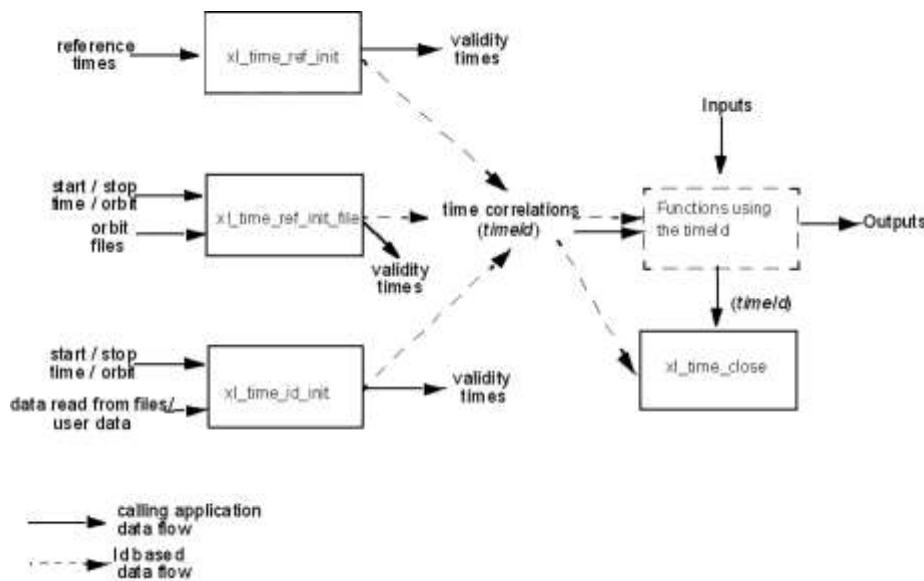 reference
times
xl_time_ref_init
validity
times
Inputs
start / stop
time / orbit
orbit
files
xl_time_ref_init_file
validity
times
time correlations
(timeId)
Functions using
the timeId
Outputs
(timeId)
xl_time_close
start / stop
time / orbit
data read from files/
user data
xl_time_id_init
validity
times
calling application
data flow
Id based
data flow